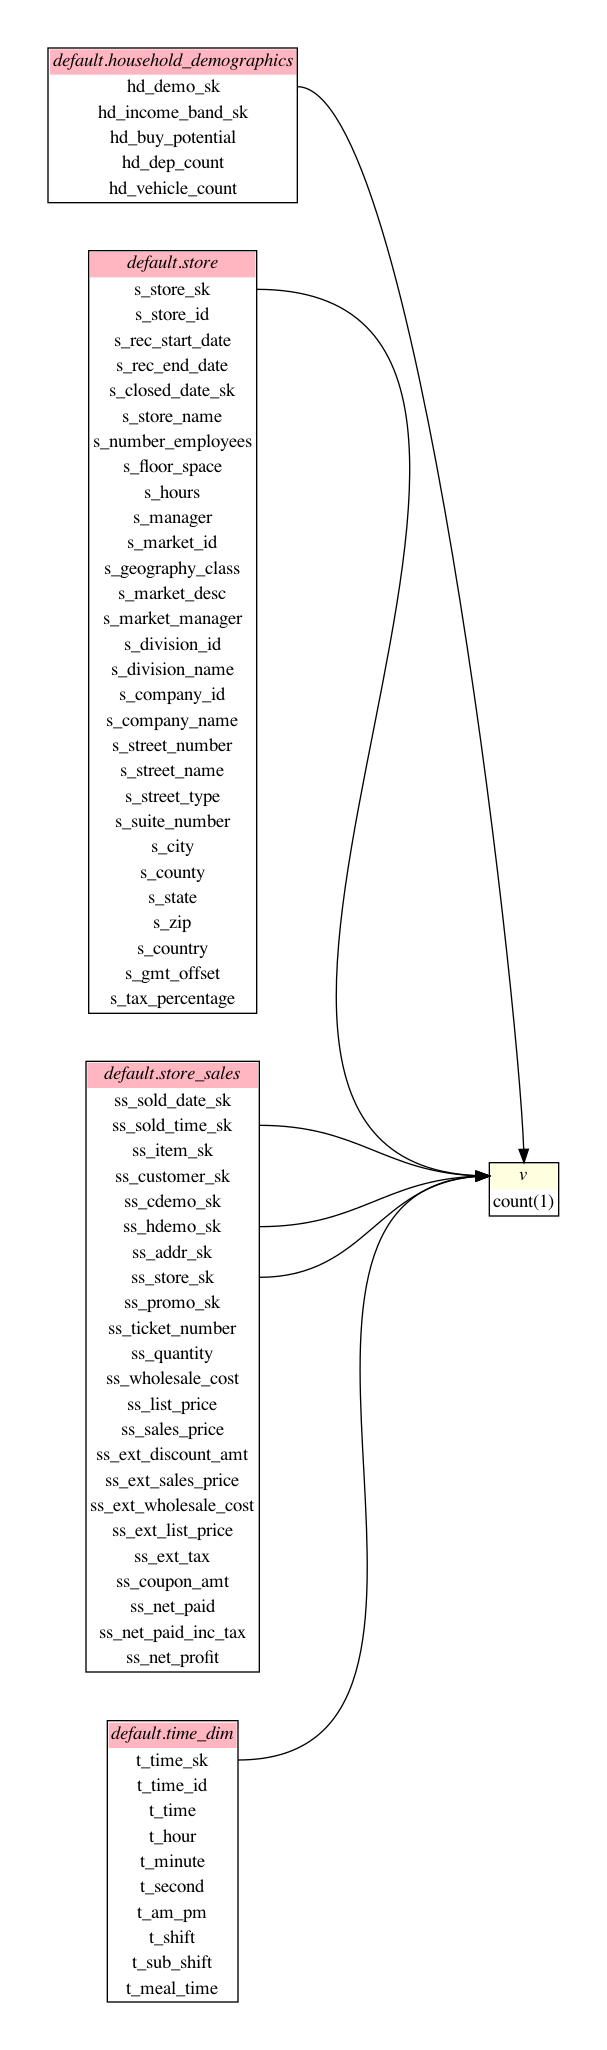 default.household_demographics
hd_demo_sk
hd_income_band_sk
hd_buy_potential
hd_dep_count
hd_vehicle_count
default.store
s_store_sk
s_store_id
s_rec_start_date
s_rec_end_date
s_closed_date_sk
s_store_name
s_number_employees
s_floor_space
s_hours
s_manager
s_market_id
s_geography_class
s_market_desc
s_market_manager
s_division_id
s_division_name
s_company_id
s_company_name
s_street_number
s_street_name
s_street_type
s_suite_number
s_city
s_county
s_state
s_zip
s_country
s_gmt_offset
s_tax_percentage
default.store_sales
ss_sold_date_sk
ss_sold_time_sk
ss_item_sk
ss_customer_sk
ss_cdemo_sk
ss_hdemo_sk
ss_addr_sk
ss_store_sk
ss_promo_sk
ss_ticket_number
ss_quantity
ss_wholesale_cost
ss_list_price
ss_sales_price
ss_ext_discount_amt
ss_ext_sales_price
ss_ext_wholesale_cost
ss_ext_list_price
ss_ext_tax
ss_coupon_amt
ss_net_paid
ss_net_paid_inc_tax
ss_net_profit
default.time_dim
t_time_sk
t_time_id
t_time
t_hour
t_minute
t_second
t_am_pm
t_shift
t_sub_shift
t_meal_time
v
count(1)